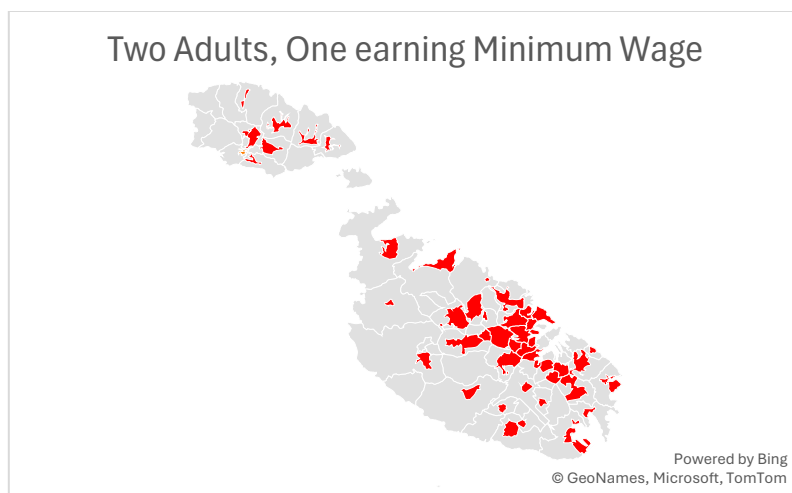 Two Adults, One earning Minimum Wage
Powered by Bing
© GeoNames, Microsoft, TomTom